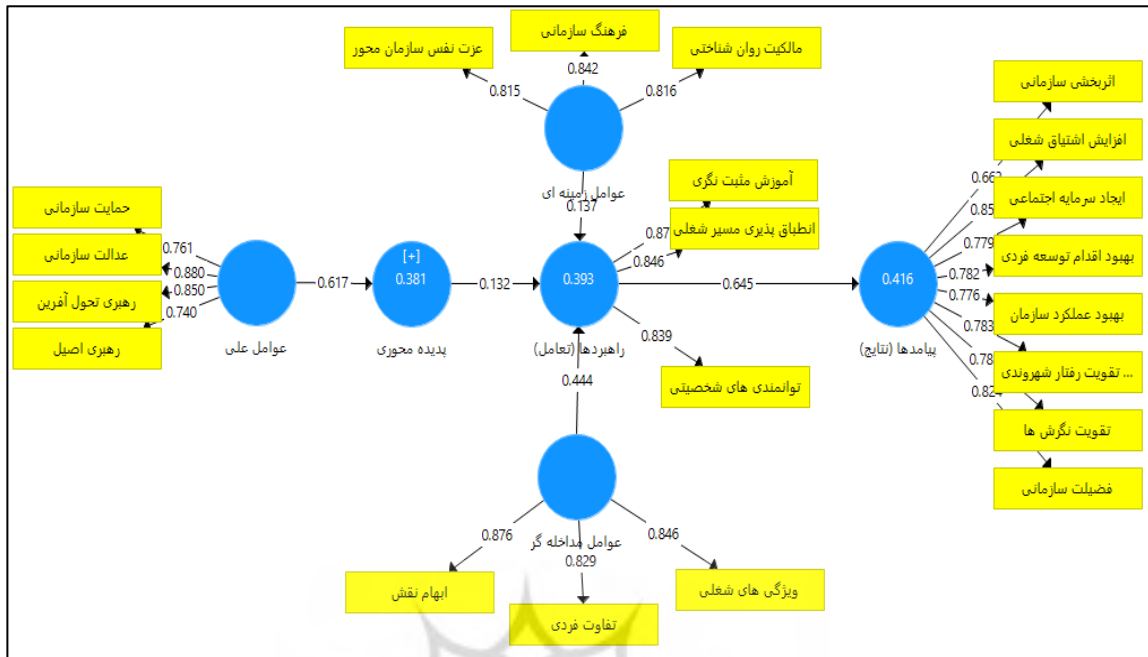 فرهنگ سازمانی
عزت نفس سازمان محور
مالکیت روان شناختی
0.842
0.815
0.816
عوامل زمینه ای
0.137
اثربخشی سازمانی
افزایش اشتیاق شغلی
ایجاد سرمایه اجتماعی
بهبود اقدام توسعه فردی
بهبود عملکرد سازمان
تقویت رفتار شهروندی ...
تقویت نگرش ها
فضیلت سازمانی
0.779
0.782
0.776
0.783
0.824
0.416
پیامدها (نتایج)
آموزش مثبت نگری
انطباق پذیری مسیر شغلی
توانمندی های شخصیتی
0.846
0.839
0.393
راهبردها (تعامل)
0.645
حمایت سازمانی
عدالت سازمانی
رهبری تحول آفرین
رهبری اصیل
0.761
0.880
0.850
0.740
عوامل علی
0.617
[+]
0.381
پدیده محوری
0.132
0.444
عوامل مداخله گر
0.876
0.829
0.846
ابهام نقش
تفاوت فردی
ویژگی های شغلی